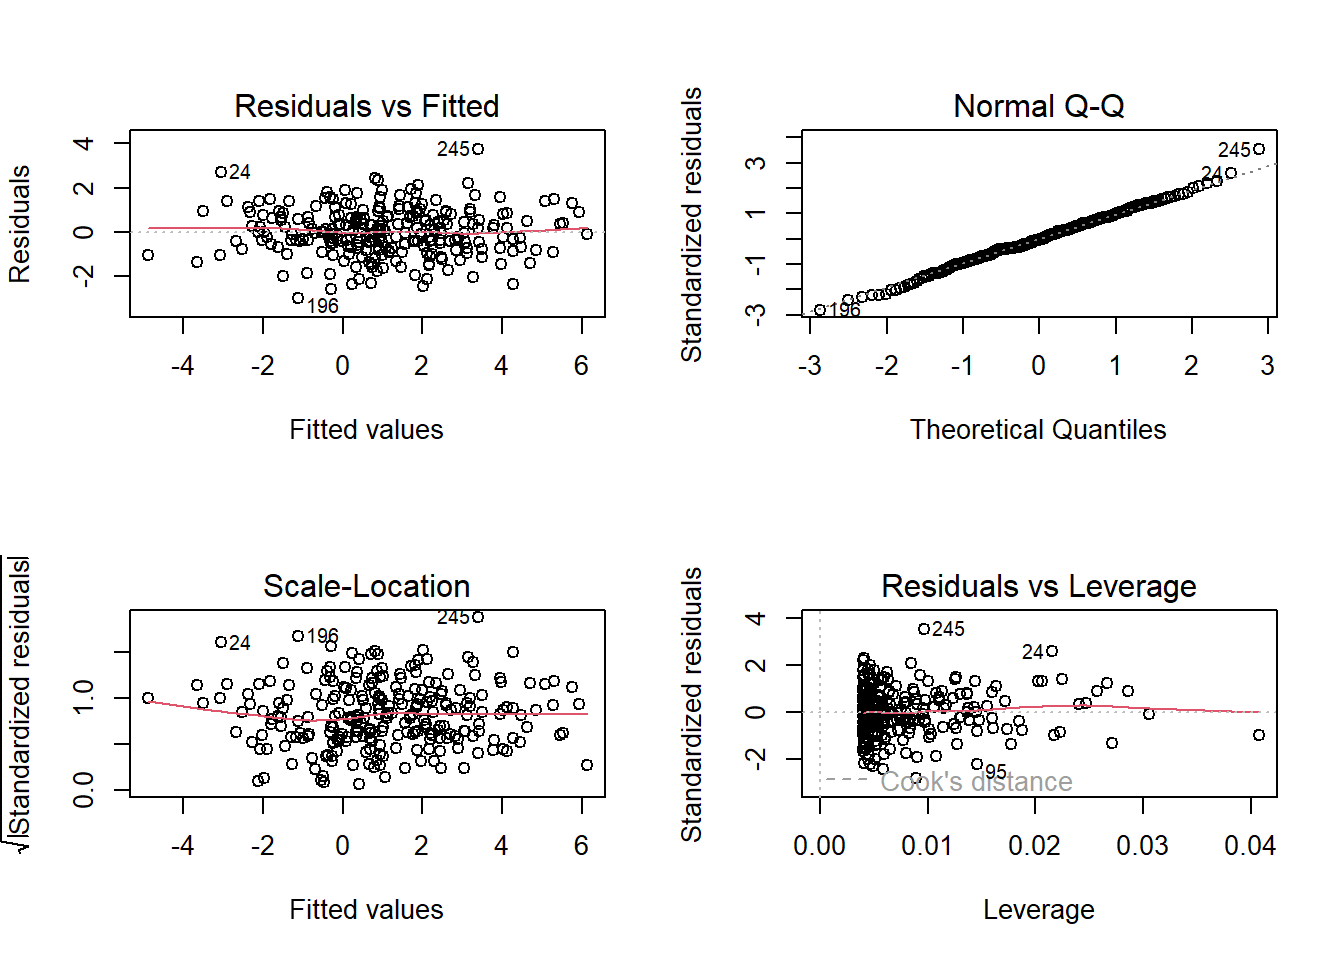 Residuals vs Fitted
Residuals
4
2
0
-2
245
24
196
-4 -2 0 2 4 6
Fitted values
Normal Q-Q
Standardized residuals
3
1
-1
-3
245
24
196
-3 -2 -1 0 1 2 3
Theoretical Quantiles
Scale-Location
√|Standardized residuals|
1.0
0.0
245
196
24
-4 -2 0 2 4 6
Fitted values
Residuals vs Leverage
Standardized residuals
4
2
0
-2
245
24
95
Cook's distance
0.00 0.01 0.02 0.03 0.04
Leverage